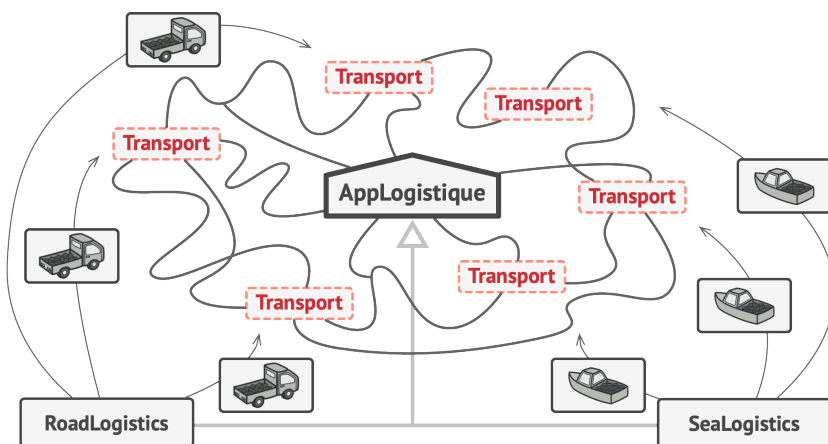 Transport
Transport
Transport
AppLogistique
Transport
Transport
Transport
RoadLogistics
SeaLogistics